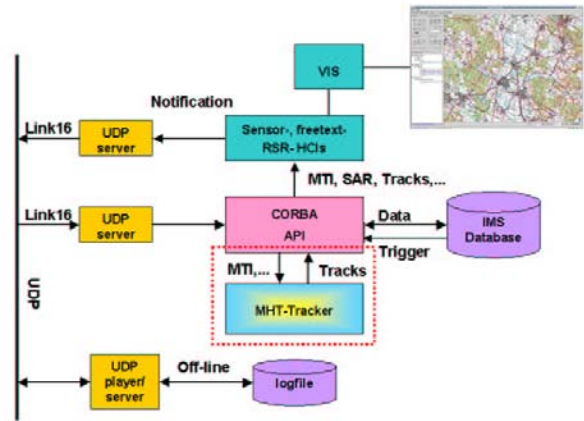 VIS
Notification
Link16
UDP
server
Sensor-, freetext-
RSR- HCIs
MTI, SAR, Tracks,...
Link16
UDP
server
CORBA
API
Data
Trigger
IMS
Database
MTI,...
Tracks
UDP
MHT-Tracker
UDP
player/
server
Off-line
logfile